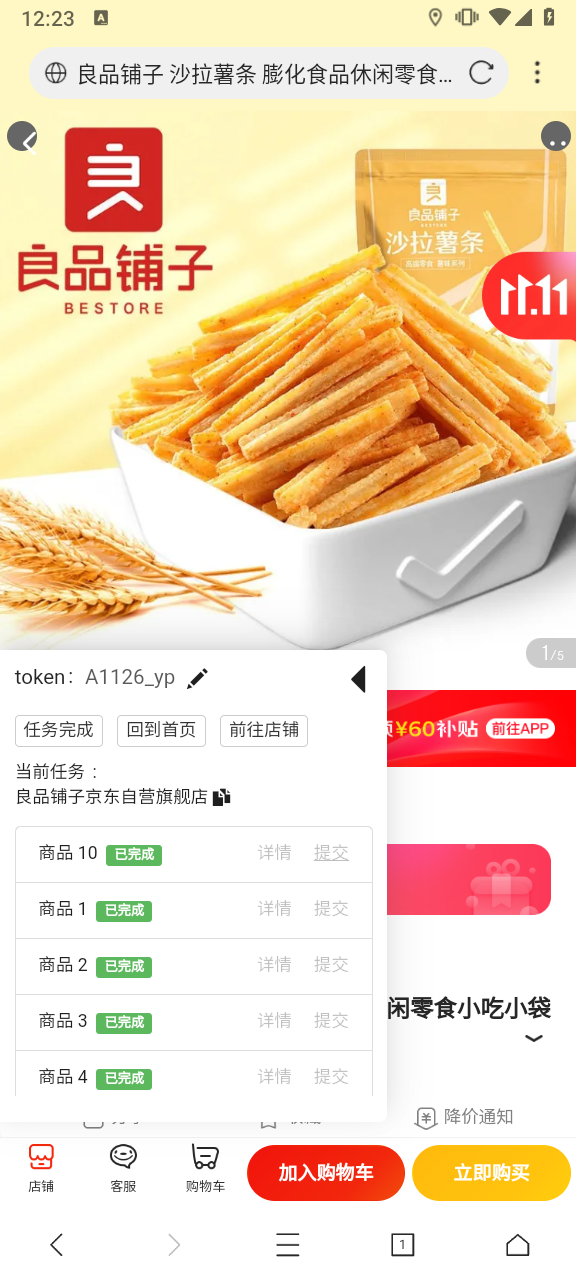 12:23
A
良品铺子 沙拉薯条 膨化食品休闲零食...
良品铺子
BESTORE
良品铺子
BESTORE
沙拉薯条
11.11
1/5
token: A1126_yp
¥60补贴 前往APP
任务完成 回到首页 前往店铺
当前任务：
良品铺子京东自营旗舰店
商品 10 已完成 详情 提交
商品 1 已完成 详情 提交
商品 2 已完成 详情 提交
商品 3 已完成 详情 提交
闲零食小吃小袋
商品 4 已完成 详情 提交
降价通知
店铺 客服 购物车 加入购物车 立即购买
1